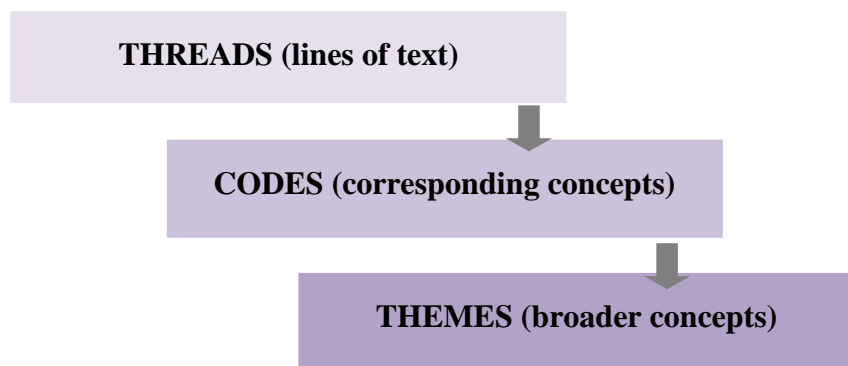 THREADS (lines of text)
CODES (corresponding concepts)
THEMES (broader concepts)